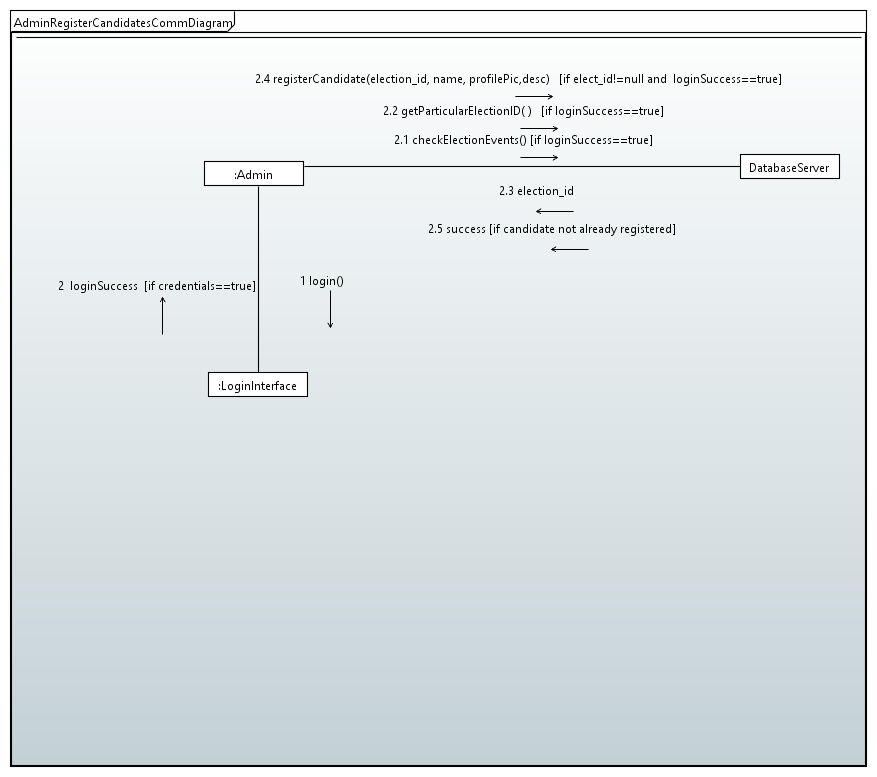 AdminRegisterCandidatesCommDiagram
2.4 registerCandidate(election_id, name, profilePic,desc) [if elect_id!=null and loginSuccess==true]
2.2 getParticularElectionID( ) [if loginSuccess==true]
2.1 checkElectionEvents() [if loginSuccess==true]
:Admin
DatabaseServer
2.3 election_id
2.5 success [if candidate not already registered]
2 loginSuccess [if credentials==true]
1 login()
:LoginInterface